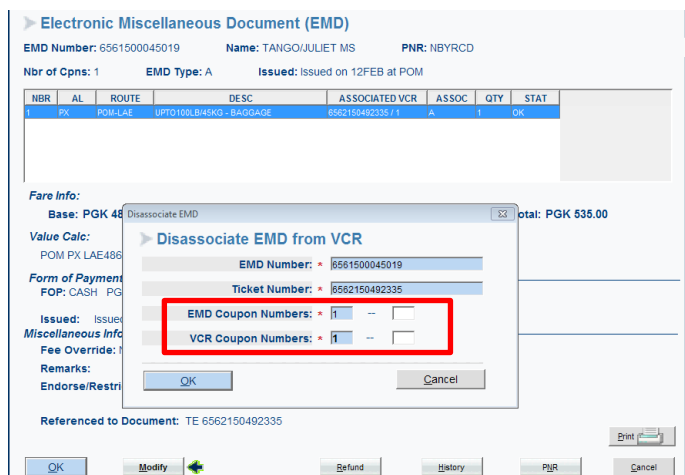 Electronic Miscellaneous Document (EMD)
EMD Number: 6561500045019 Name: TANGO/JULIET MS PNR: NBYRCD
Nbr of Cpns: 1 EMD Type: A Issued: Issued on 12FEB at POM
NBR AL ROUTE DESC ASSOCIATED VCR ASSOC QTY STAT
1 PX POM-LAE UPTO100LB/45KG - BAGGAGE 6562150492335 / 1 A 1 OK
Fare Info:
Base: PGK 48 otal: PGK 535.00
Disassociate EMD
Value Calc:
Disassociate EMD from VCR
POM PX LAE486
EMD Number: * 6561500045019
Form of Payment
FOP: CASH PG
Ticket Number: * 6562150492335
Issued: Issued
EMD Coupon Numbers: * 1 --
Miscellaneous Info
VCR Coupon Numbers: * 1 --
Fee Override:
Remarks:
Endorse/Restri
OK Cancel
Referenced to Document: TE 6562150492335
Print
OK Modify Refund History PNR Cancel